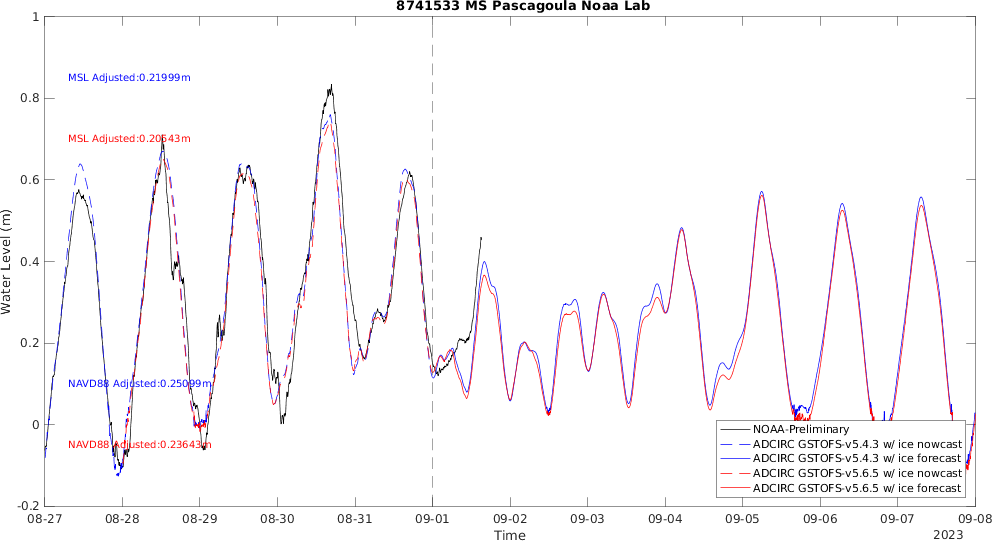 8741533 MS Pascagoula Noaa Lab
1
0.8
0.6
0.4
0.2
0
-0.2
Water Level (m)
MSL Adjusted:0.21999m
MSL Adjusted:0.20543m
NAVD88 Adjusted:0.25099m
NAVD88 Adjusted:0.23643m
NOAA-Preliminary
ADCIRC GSTOFS-v5.4.3 w/ ice nowcast
ADCIRC GSTOFS-v5.4.3 w/ ice forecast
ADCIRC GSTOFS-v5.6.5 w/ ice nowcast
ADCIRC GSTOFS-v5.6.5 w/ ice forecast
08-27 08-28 08-29 08-30 08-31 09-01 09-02 09-03 09-04 09-05 09-06 09-07 09-08
Time
2023